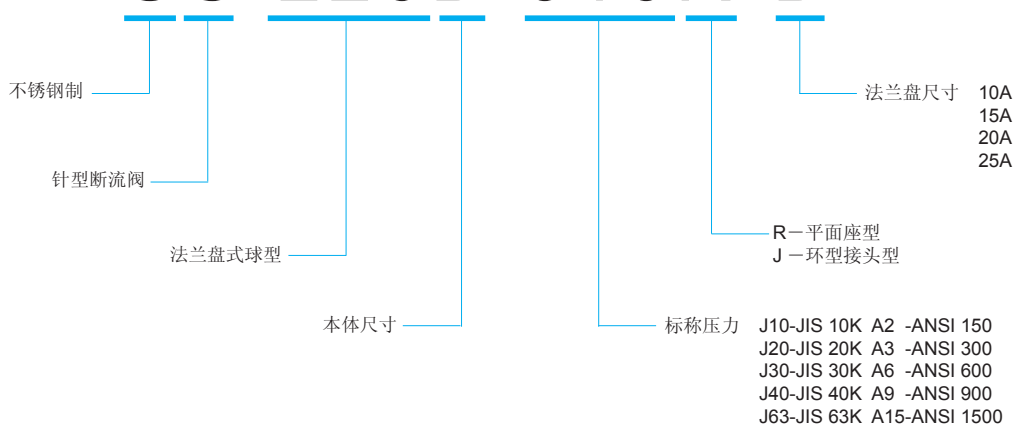 不锈钢制
法兰盘尺寸 10A
15A
20A
25A
针型断流阀
R－平面座型
J－环型接头型
法兰盘式球型
本体尺寸
标称压力 J10-JIS 10K A2 -ANSI 150
J20-JIS 20K A3 -ANSI 300
J30-JIS 30K A6 -ANSI 600
J40-JIS 40K A9 -ANSI 900
J63-JIS 63K A15-ANSI 1500